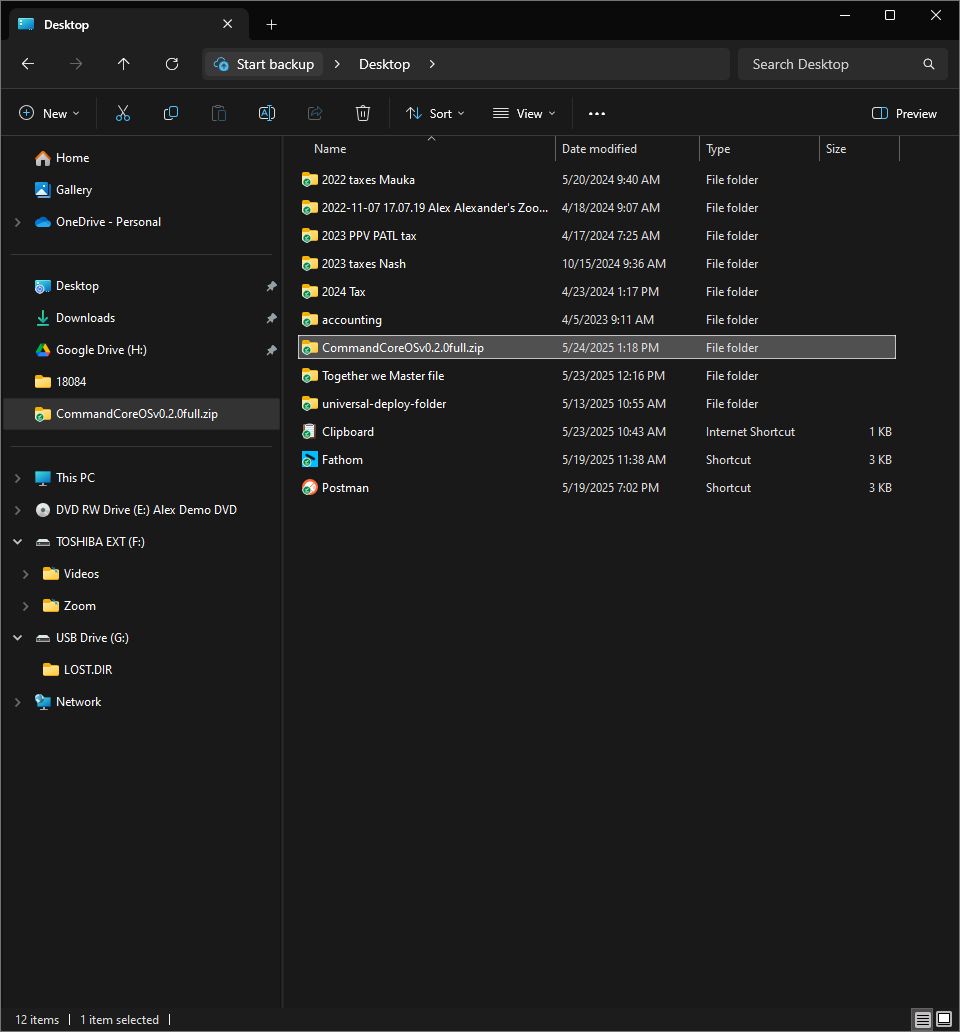 Desktop
Start backup
Desktop
Search Desktop
New
Sort
View
Preview
Home
Gallery
OneDrive - Personal
Desktop
Downloads
Google Drive (H:)
18084
CommandCoreOSv0.2.0full.zip
This PC
DVD RW Drive (E:) Alex Demo DVD
TOSHIBA EXT (F:)
Videos
Zoom
USB Drive (G:)
LOST.DIR
Network
Name Date modified Type Size
2022 taxes Mauka 5/20/2024 9:40 AM File folder
2022-11-07 17.07.19 Alex Alexander's Zoo... 4/18/2024 9:07 AM File folder
2023 PPV PATL tax 4/17/2024 7:25 AM File folder
2023 taxes Nash 10/15/2024 9:36 AM File folder
2024 Tax 4/23/2024 1:17 PM File folder
accounting 4/5/2023 9:11 AM File folder
CommandCoreOSv0.2.0full.zip 5/24/2025 1:18 PM File folder
Together we Master file 5/23/2025 12:16 PM File folder
universal-deploy-folder 5/13/2025 10:55 AM File folder
Clipboard 5/23/2025 10:43 AM Internet Shortcut 1 KB
Fathom 5/19/2025 11:38 AM Shortcut 3 KB
Postman 5/19/2025 7:02 PM Shortcut 3 KB
12 items 1 item selected